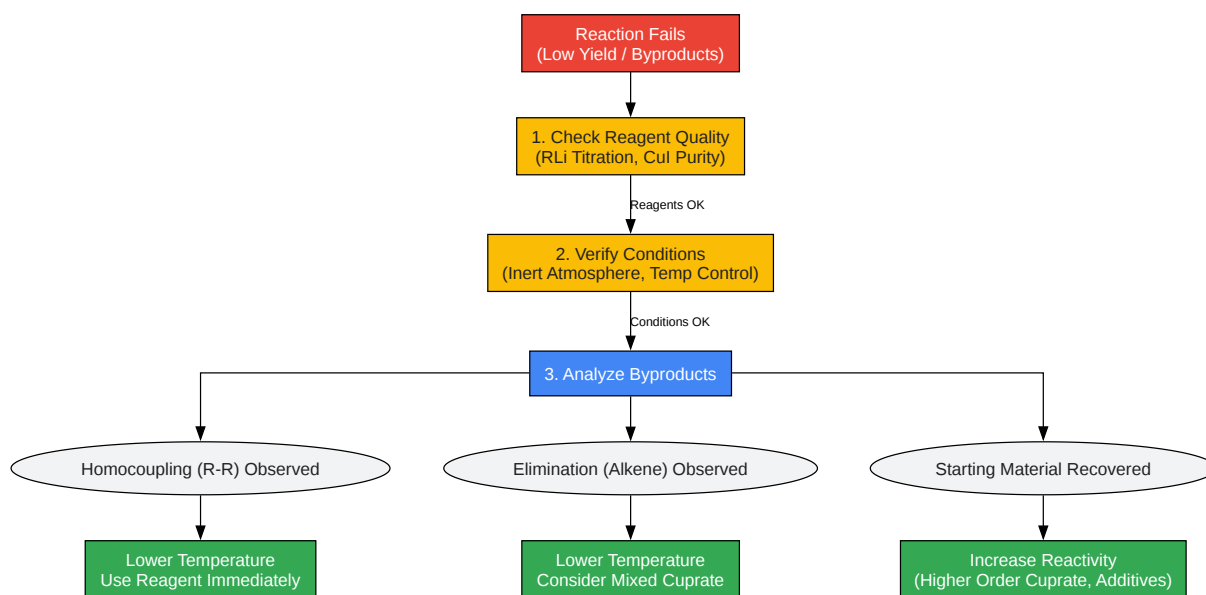 Reaction Fails
(Low Yield / Byproducts)
1. Check Reagent Quality
(RLi Titration, CuI Purity)
Reagents OK
2. Verify Conditions
(Inert Atmosphere, Temp Control)
Conditions OK
3. Analyze Byproducts
Homocoupling (R-R) Observed
Elimination (Alkene) Observed
Starting Material Recovered
Lower Temperature
Use Reagent Immediately
Lower Temperature
Consider Mixed Cuprate
Increase Reactivity
(Higher Order Cuprate, Additives)